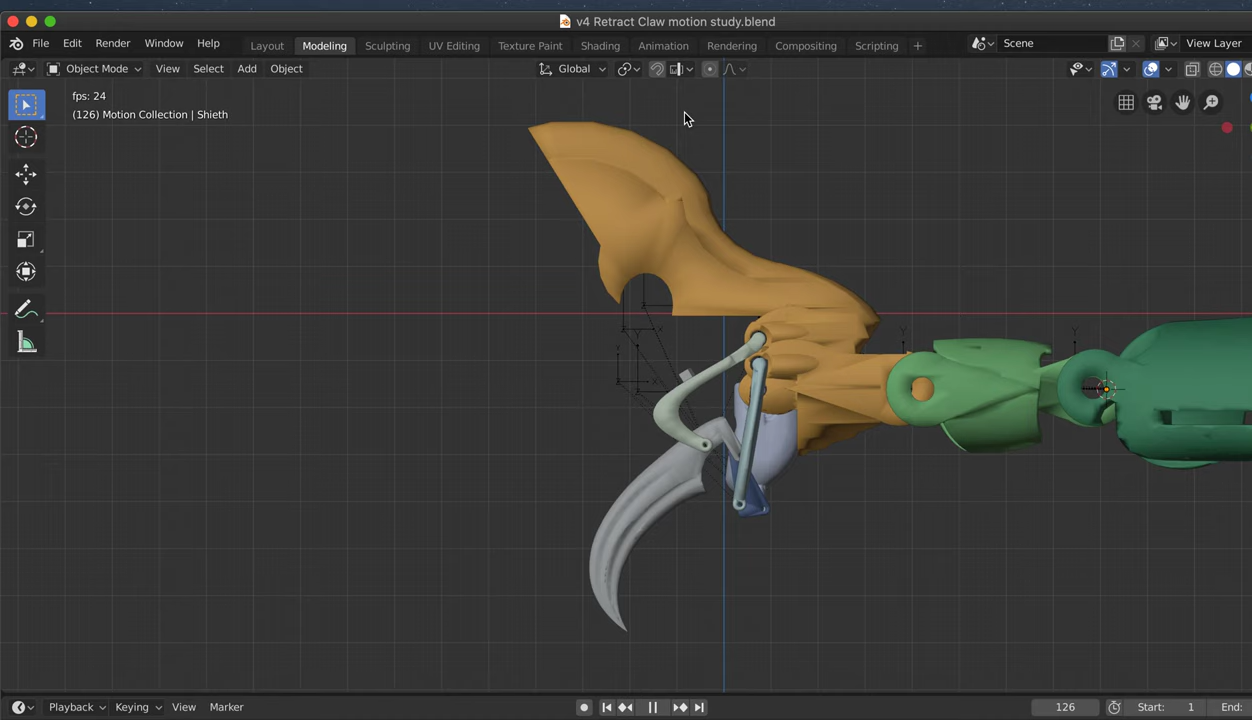 v4 Retract Claw motion study.blend
File Edit Render Window Help Layout Modeling Sculpting UV Editing Texture Paint Shading Animation Rendering Compositing Scripting + Scene View Layer
Object Mode View Select Add Object Global
fps: 24
(126) Motion Collection | Shieth
Playback Keying View Marker 126 Start: 1 End: